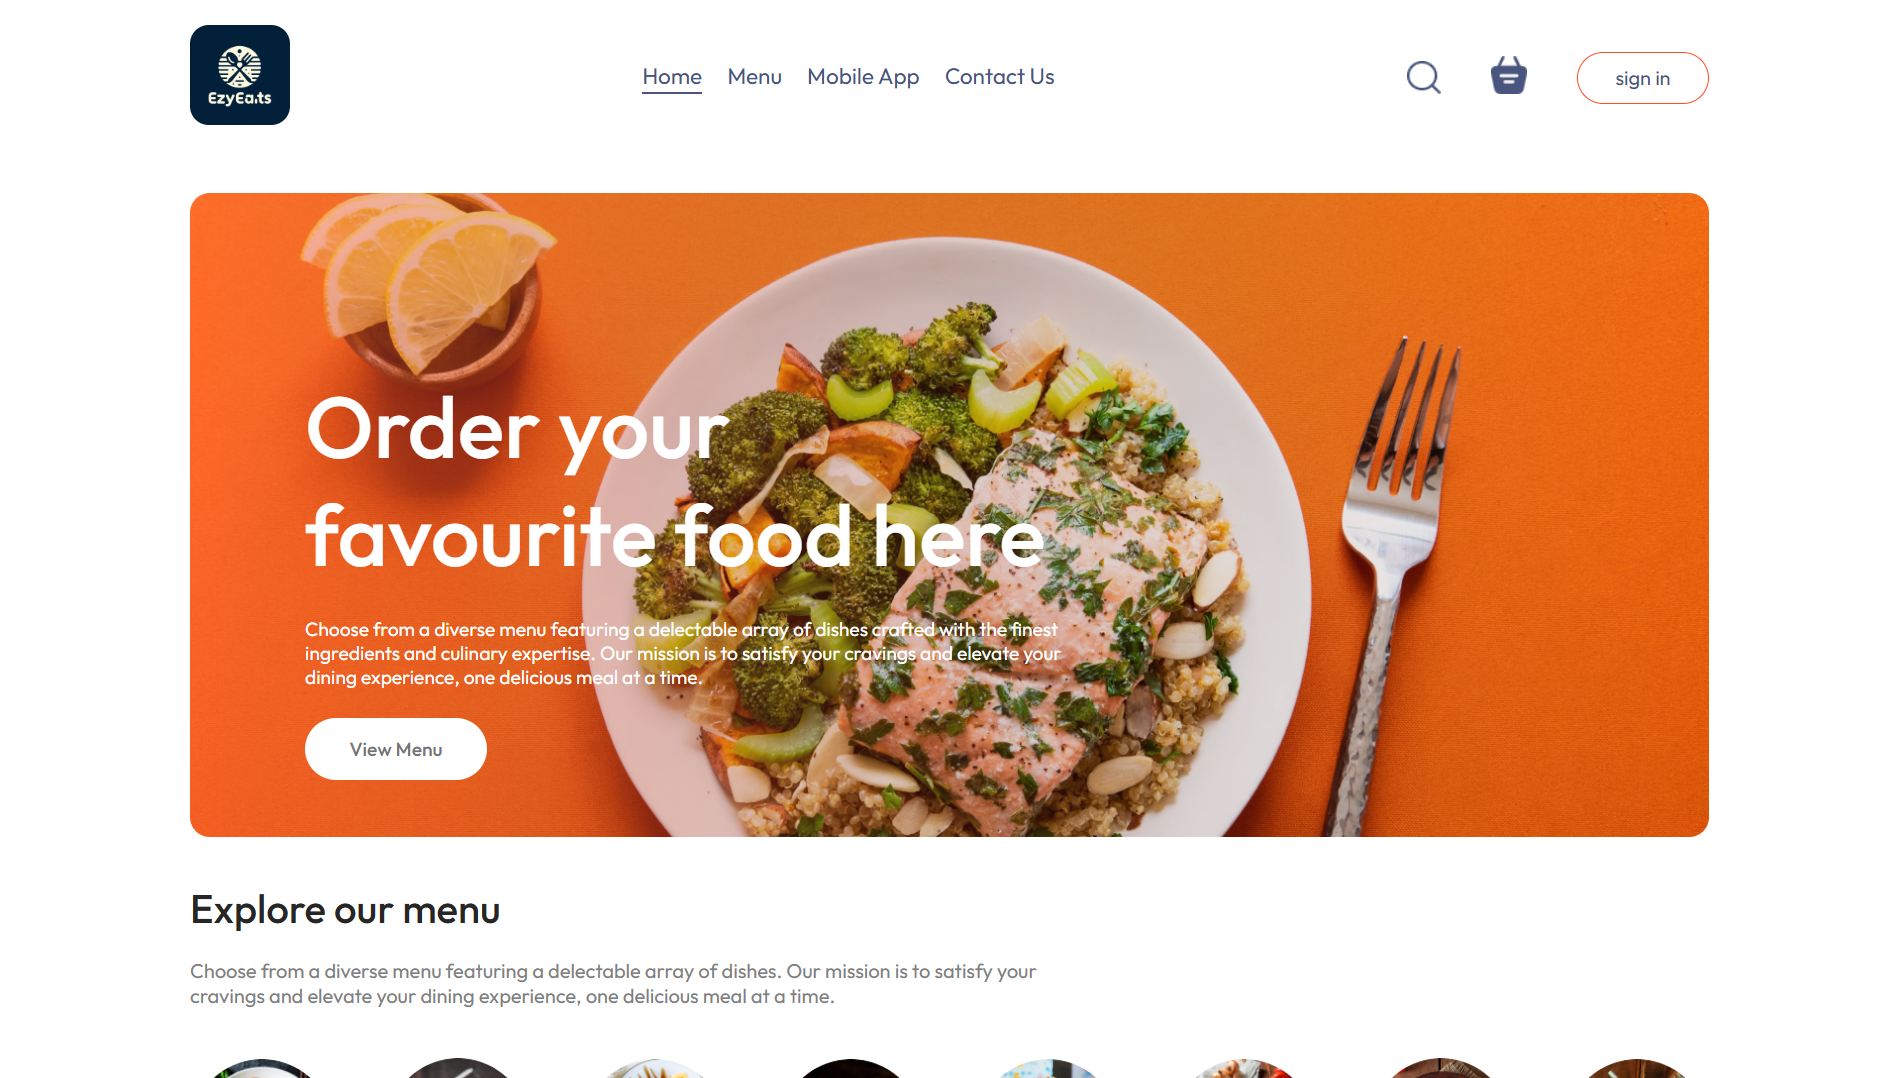 EzyEa.ts
Home Menu Mobile App Contact Us
sign in
Order your
favourite food here
Choose from a diverse menu featuring a delectable array of dishes crafted with the finest
ingredients and culinary expertise. Our mission is to satisfy your cravings and elevate your
dining experience, one delicious meal at a time.
View Menu
Explore our menu
Choose from a diverse menu featuring a delectable array of dishes. Our mission is to satisfy your
cravings and elevate your dining experience, one delicious meal at a time.